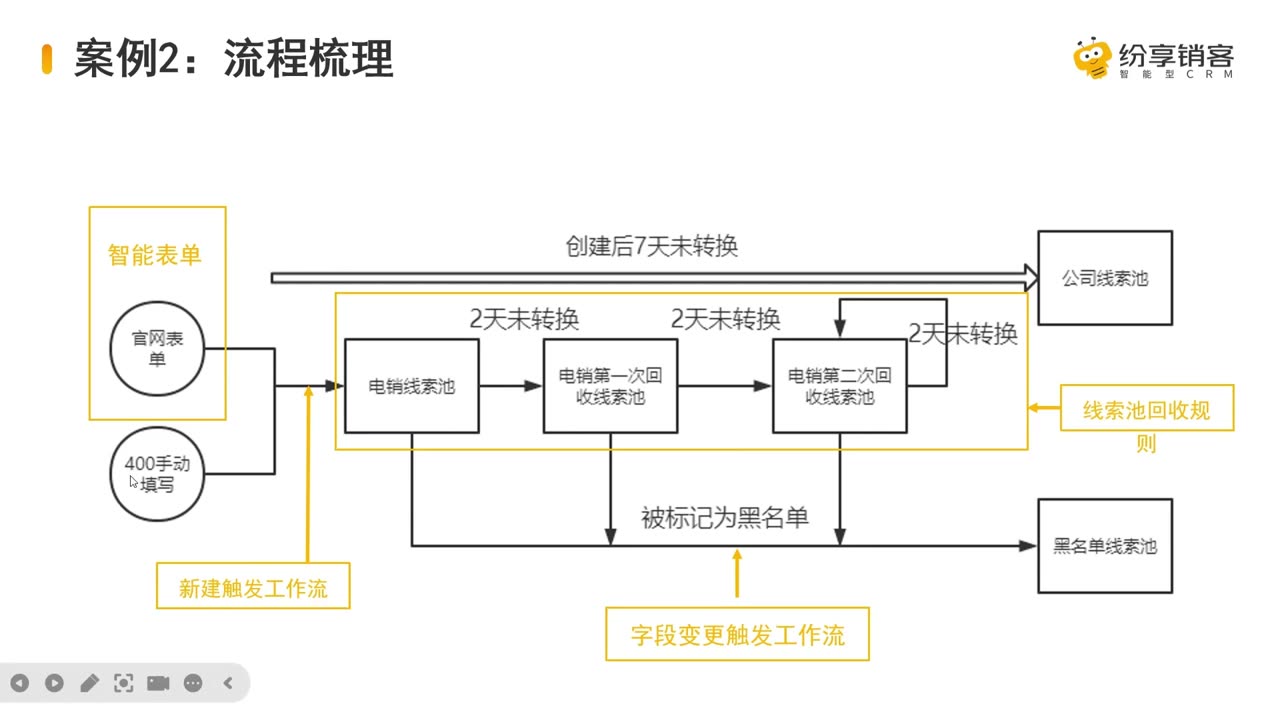 案例2：流程梳理
纷享销客
智能型CRM
智能表单
创建后7天未转换
公司线索池
2天未转换
2天未转换
2天未转换
官网表
单
电销线索池
电销第一次回
收线索池
电销第二次回
收线索池
线索池回收规
则
400手动
填写
被标记为黑名单
黑名单线索池
新建触发工作流
字段变更触发工作流